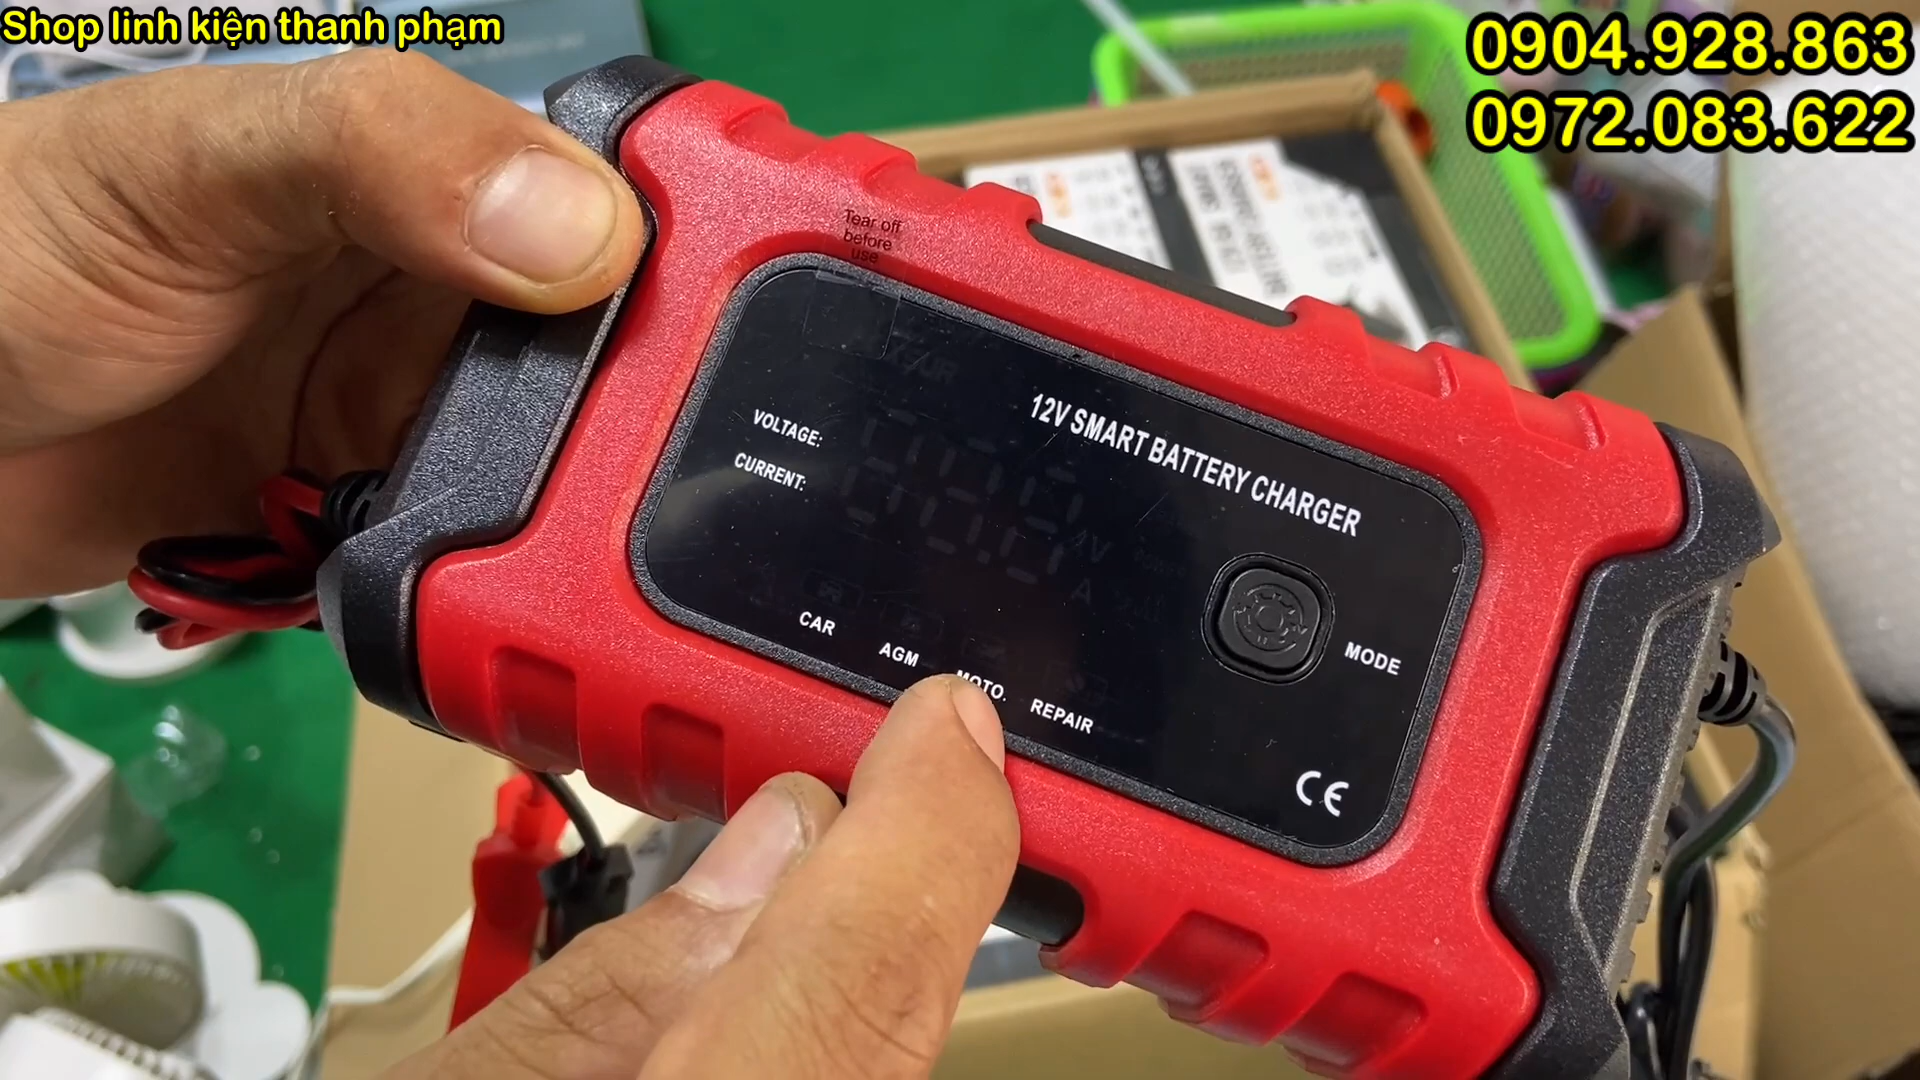 Shop linh kiện thanh phạm
0904.928.863
0972.083.622
Tear off
before
use
12V SMART BATTERY CHARGER
VOLTAGE:
CURRENT:
V
A
CAR
AGM
MOTO.
REPAIR
MODE
CE